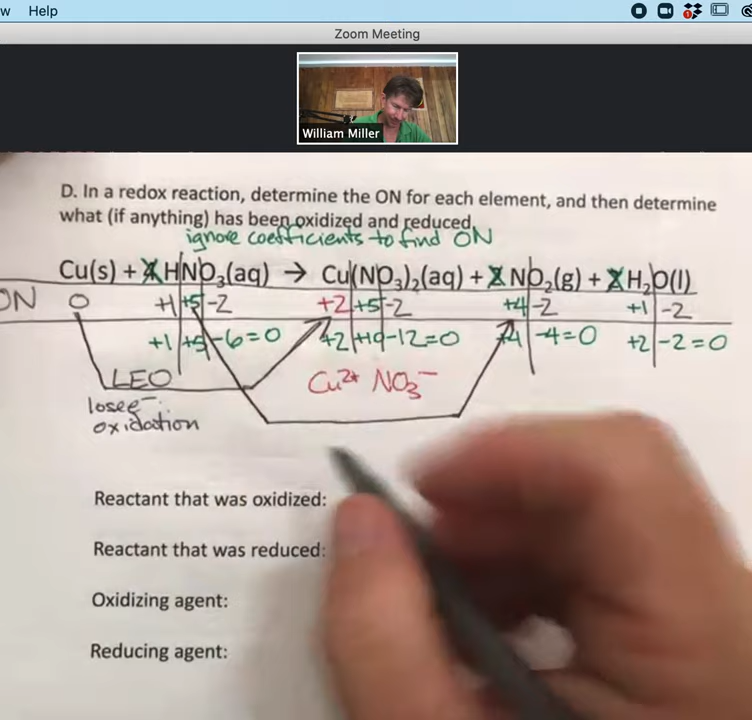 w Help
Zoom Meeting
William Miller
D. In a redox reaction, determine the ON for each element, and then determine
what (if anything) has been oxidized and reduced.
ignore coefficients to find ON
Cu(s) + HNO₃(aq) → Cu(NO₃)₂(aq) + NO₂(g) + H₂O(l)
ON 0 +1 +5 -2 +2 +5 -2 +4 -2 +1 -2
+1 +5 -6=0 +2 +10 -12=0 +4 -4=0 +2 -2=0
LEO Cu²⁺ NO₃⁻
lose e⁻
oxidation
Reactant that was oxidized:
Reactant that was reduced:
Oxidizing agent:
Reducing agent: